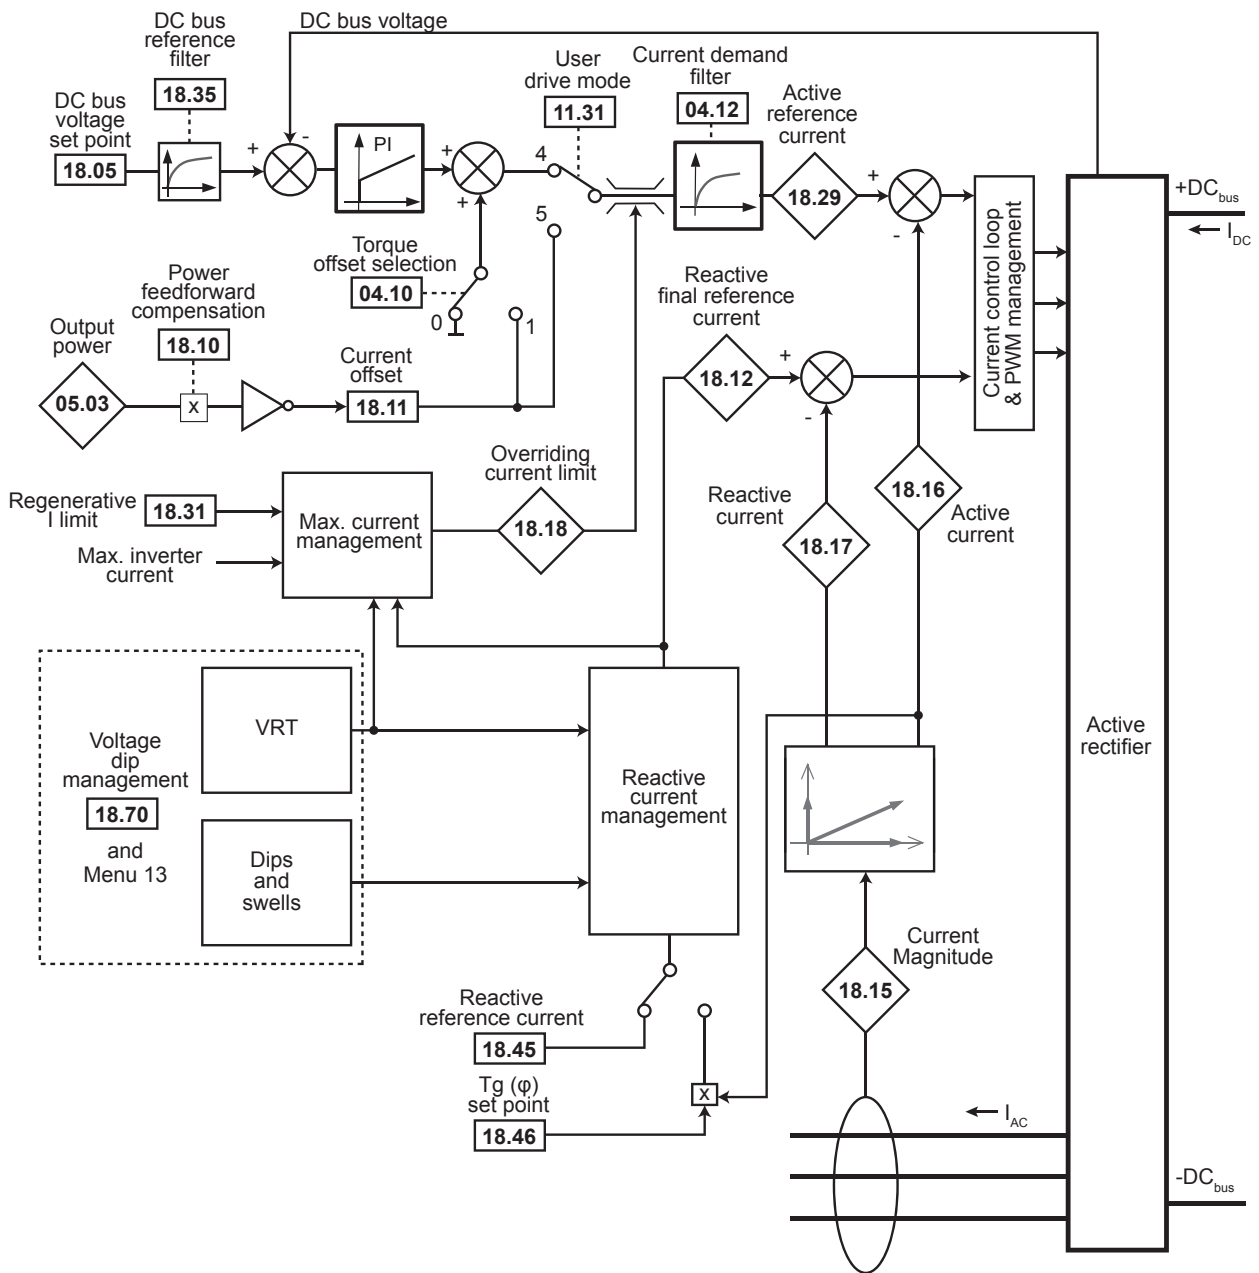 DC bus
reference
filter
18.35
DC bus voltage
DC bus
voltage
set point
18.05
+
-
PI
+
+
User
drive mode
11.31
4
5
Current demand
filter
04.12
Active
reference
current
18.29
+
-
Current control loop
& PWM management
+DCbus
IDC
Torque
offset selection
04.10
0
1
Power
feedforward
compensation
18.10
Output
power
05.03
x
Current
offset
18.11
Reactive
final reference
current
18.12
+
-
Overriding
current limit
18.18
Regenerative
I limit
18.31
Max. inverter
current
Max. current
management
Reactive
current
18.17
18.16
Active
current
Voltage
dip
management
18.70
and
Menu 13
VRT
Dips
and
swells
Reactive
current
management
Active
rectifier
Current
Magnitude
18.15
Reactive
reference current
18.45
Tg (φ)
set point
18.46
x
IAC
-DCbus